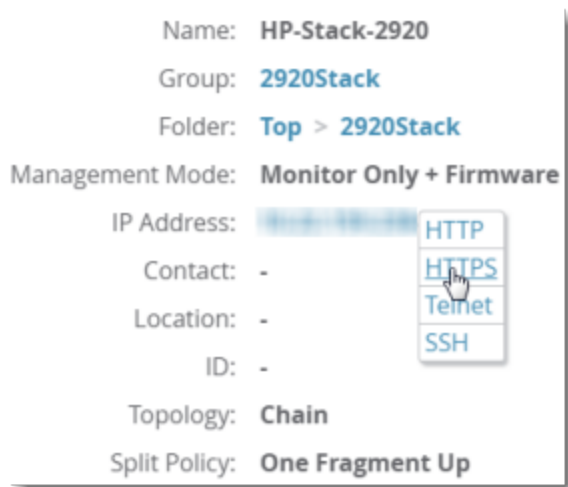 Name: HP-Stack-2920
Group: 2920Stack
Folder: Top > 2920Stack
Management Mode: Monitor Only + Firmware
IP Address:
HTTP
HTTPS
Telnet
SSH
Contact: -
Location: -
ID: -
Topology: Chain
Split Policy: One Fragment Up